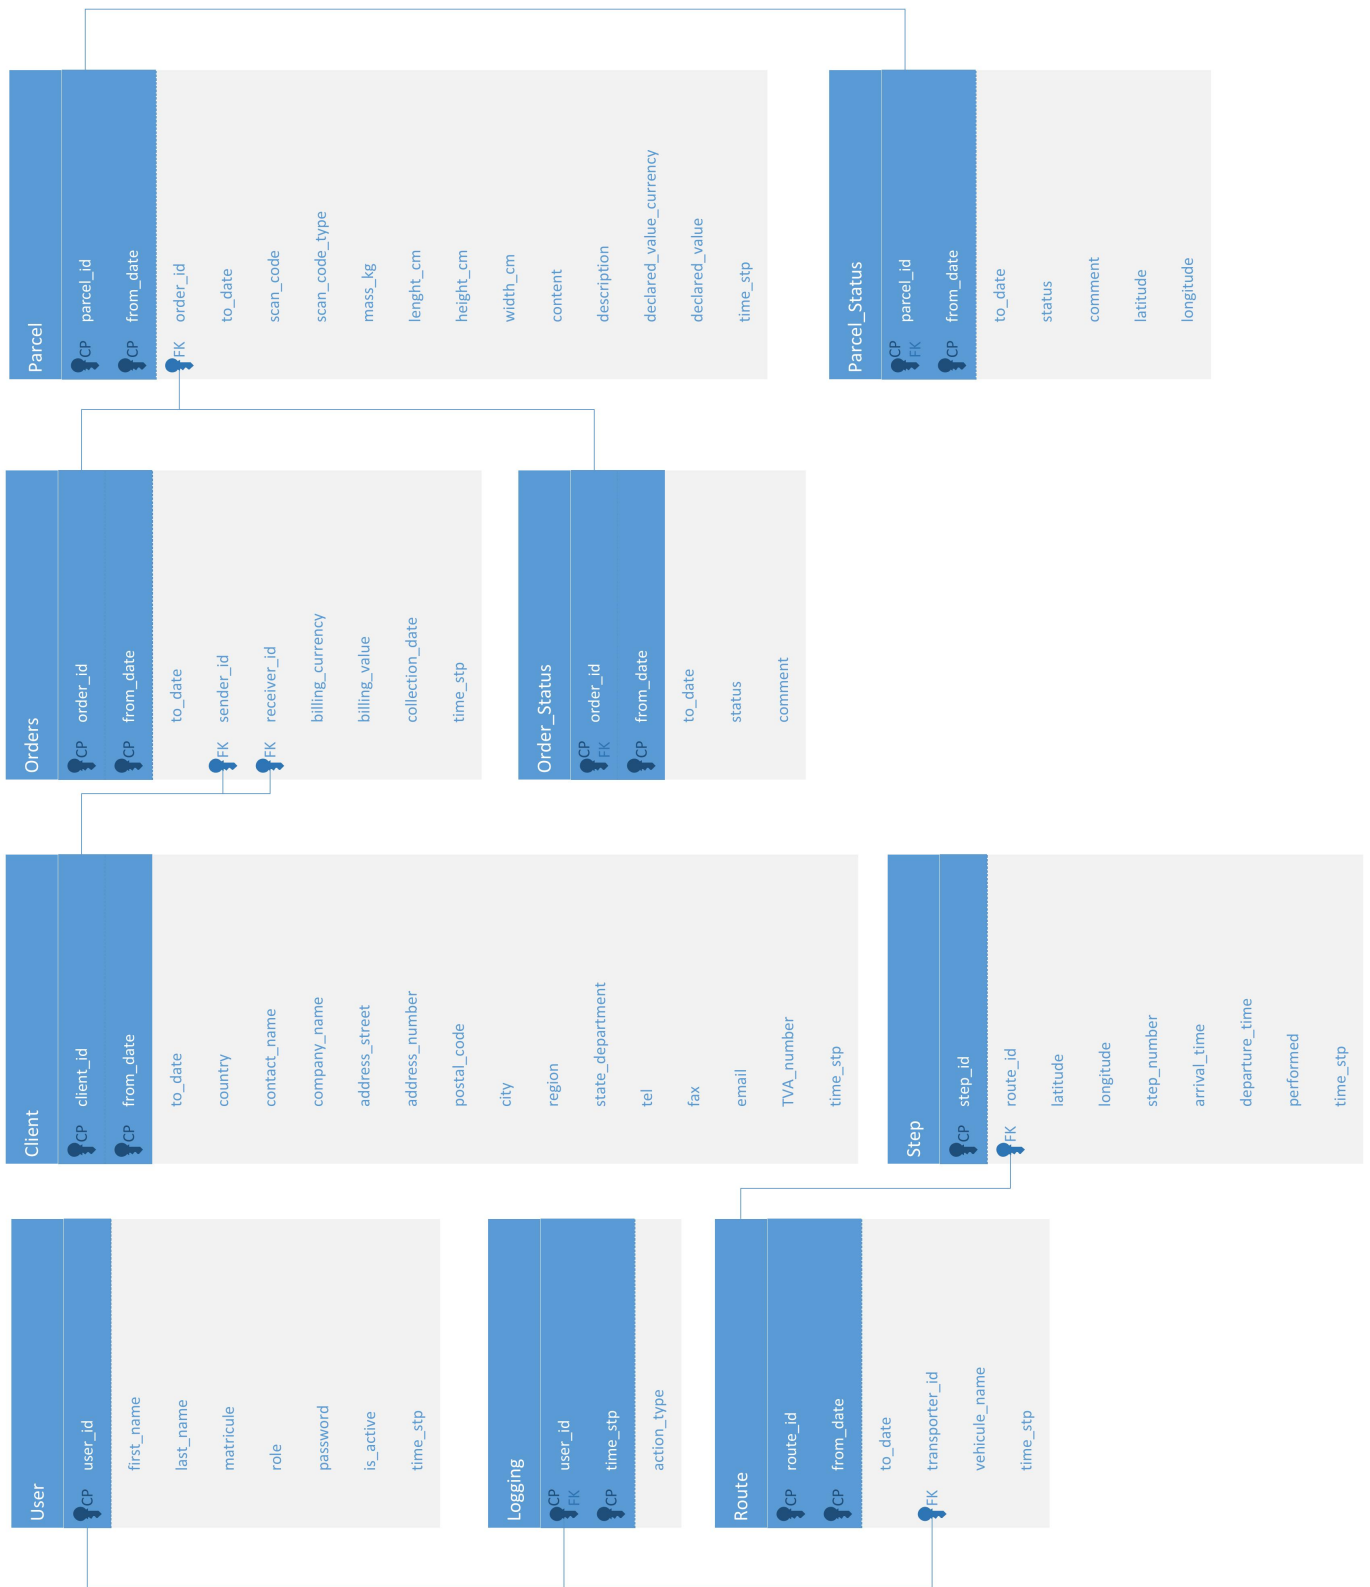 User
CP user_id
first_name
last_name
matricule
role
password
is_active
time_stp
Logging
CP
FK
user_id
CP time_stp
action_type
Route
CP route_id
CP from_date
to_date
FK transporter_id
vehicule_name
time_stp
Client
CP client_id
CP from_date
to_date
country
contact_name
company_name
address_street
address_number
postal_code
city
region
state_department
tel
fax
email
TVA_number
time_stp
Step
CP step_id
FK route_id
latitude
longitude
step_number
arrival_time
departure_time
performed
time_stp
Orders
CP order_id
CP from_date
to_date
FK sender_id
FK receiver_id
billing_currency
billing_value
collection_date
time_stp
Order_Status
CP
FK
order_id
CP from_date
to_date
status
comment
Parcel
CP parcel_id
CP from_date
FK order_id
to_date
scan_code
scan_code_type
mass_kg
lenght_cm
height_cm
width_cm
content
description
declared_value_currency
declared_value
time_stp
Parcel_Status
CP
FK
parcel_id
CP from_date
to_date
status
comment
latitude
longitude